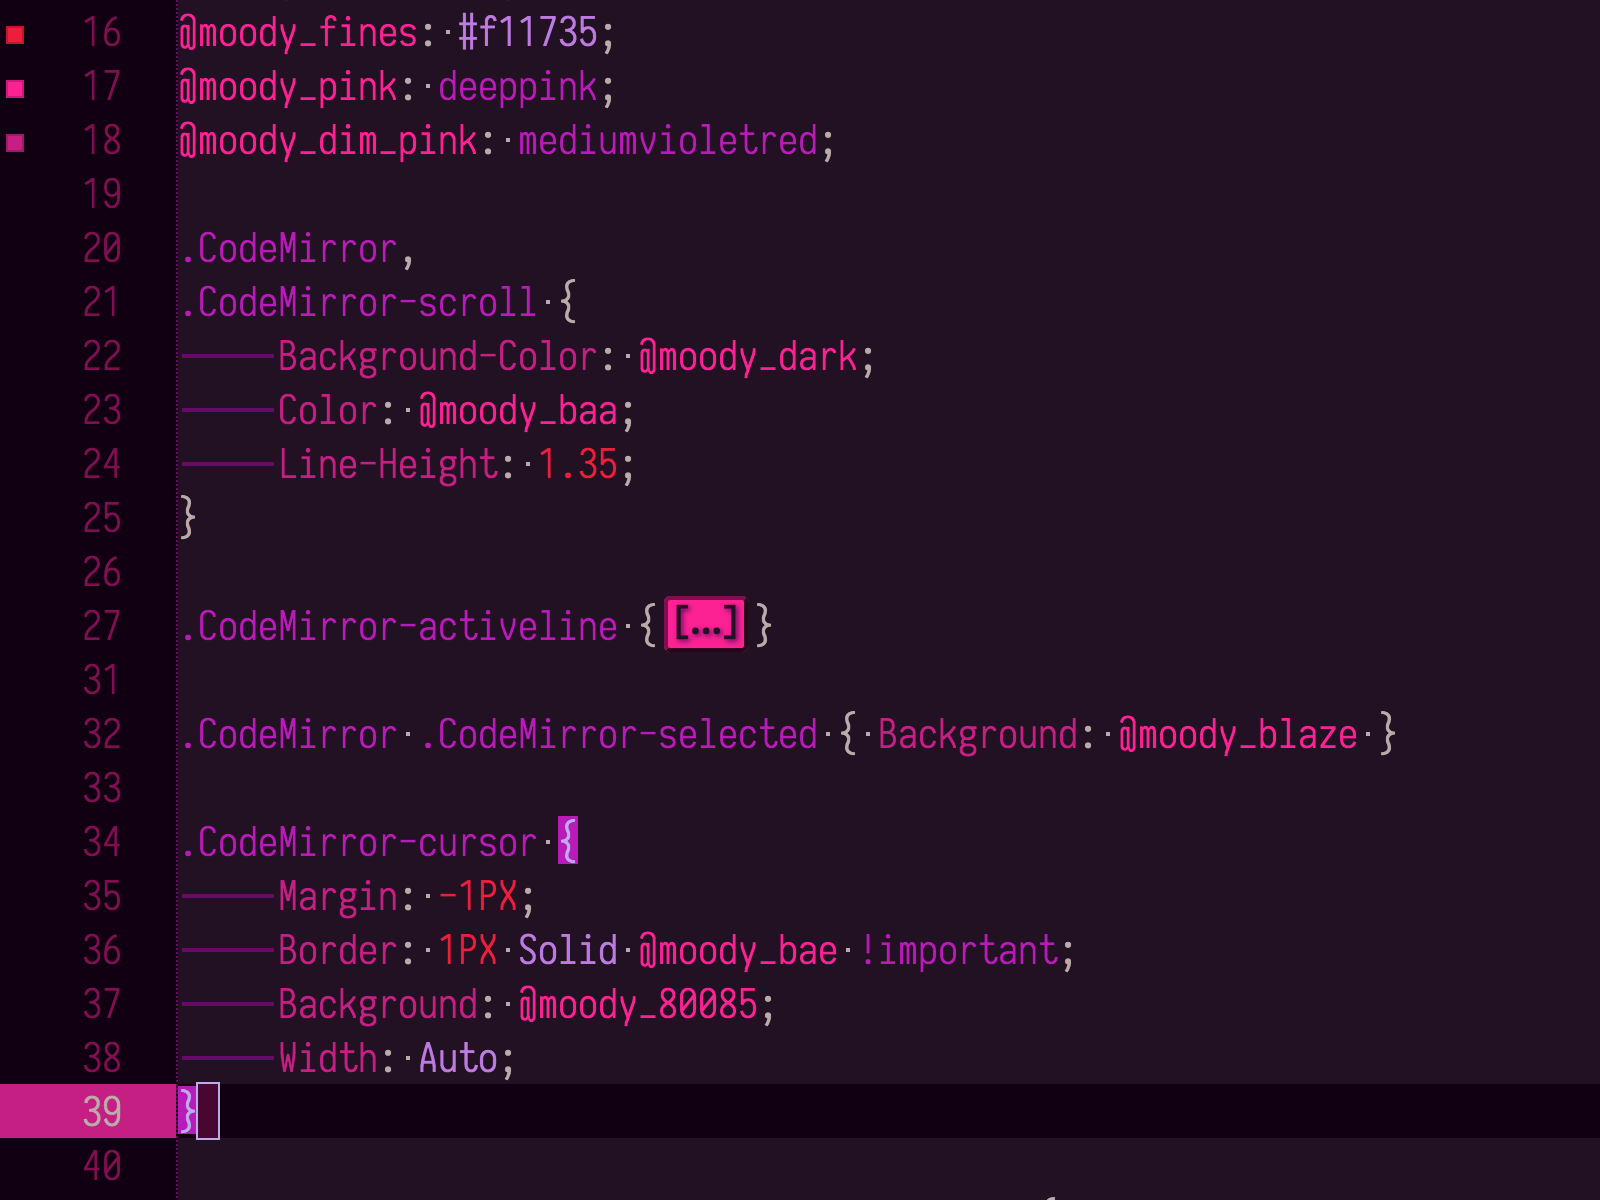 16 @moody_fines: #f11735;
17 @moody_pink: deeppink;
18 @moody_dim_pink: mediumvioletred;
19
20 .CodeMirror,
21 .CodeMirror-scroll {
22 Background-Color: @moody_dark;
23 Color: @moody_baa;
24 Line-Height: 1.35;
25 }
26
27 .CodeMirror-activeline { [...] }
31
32 .CodeMirror .CodeMirror-selected { Background: @moody_blaze }
33
34 .CodeMirror-cursor {
35 Margin: -1PX;
36 Border: 1PX Solid @moody_bae !important;
37 Background: @moody_80085;
38 Width: Auto;
39 }
40